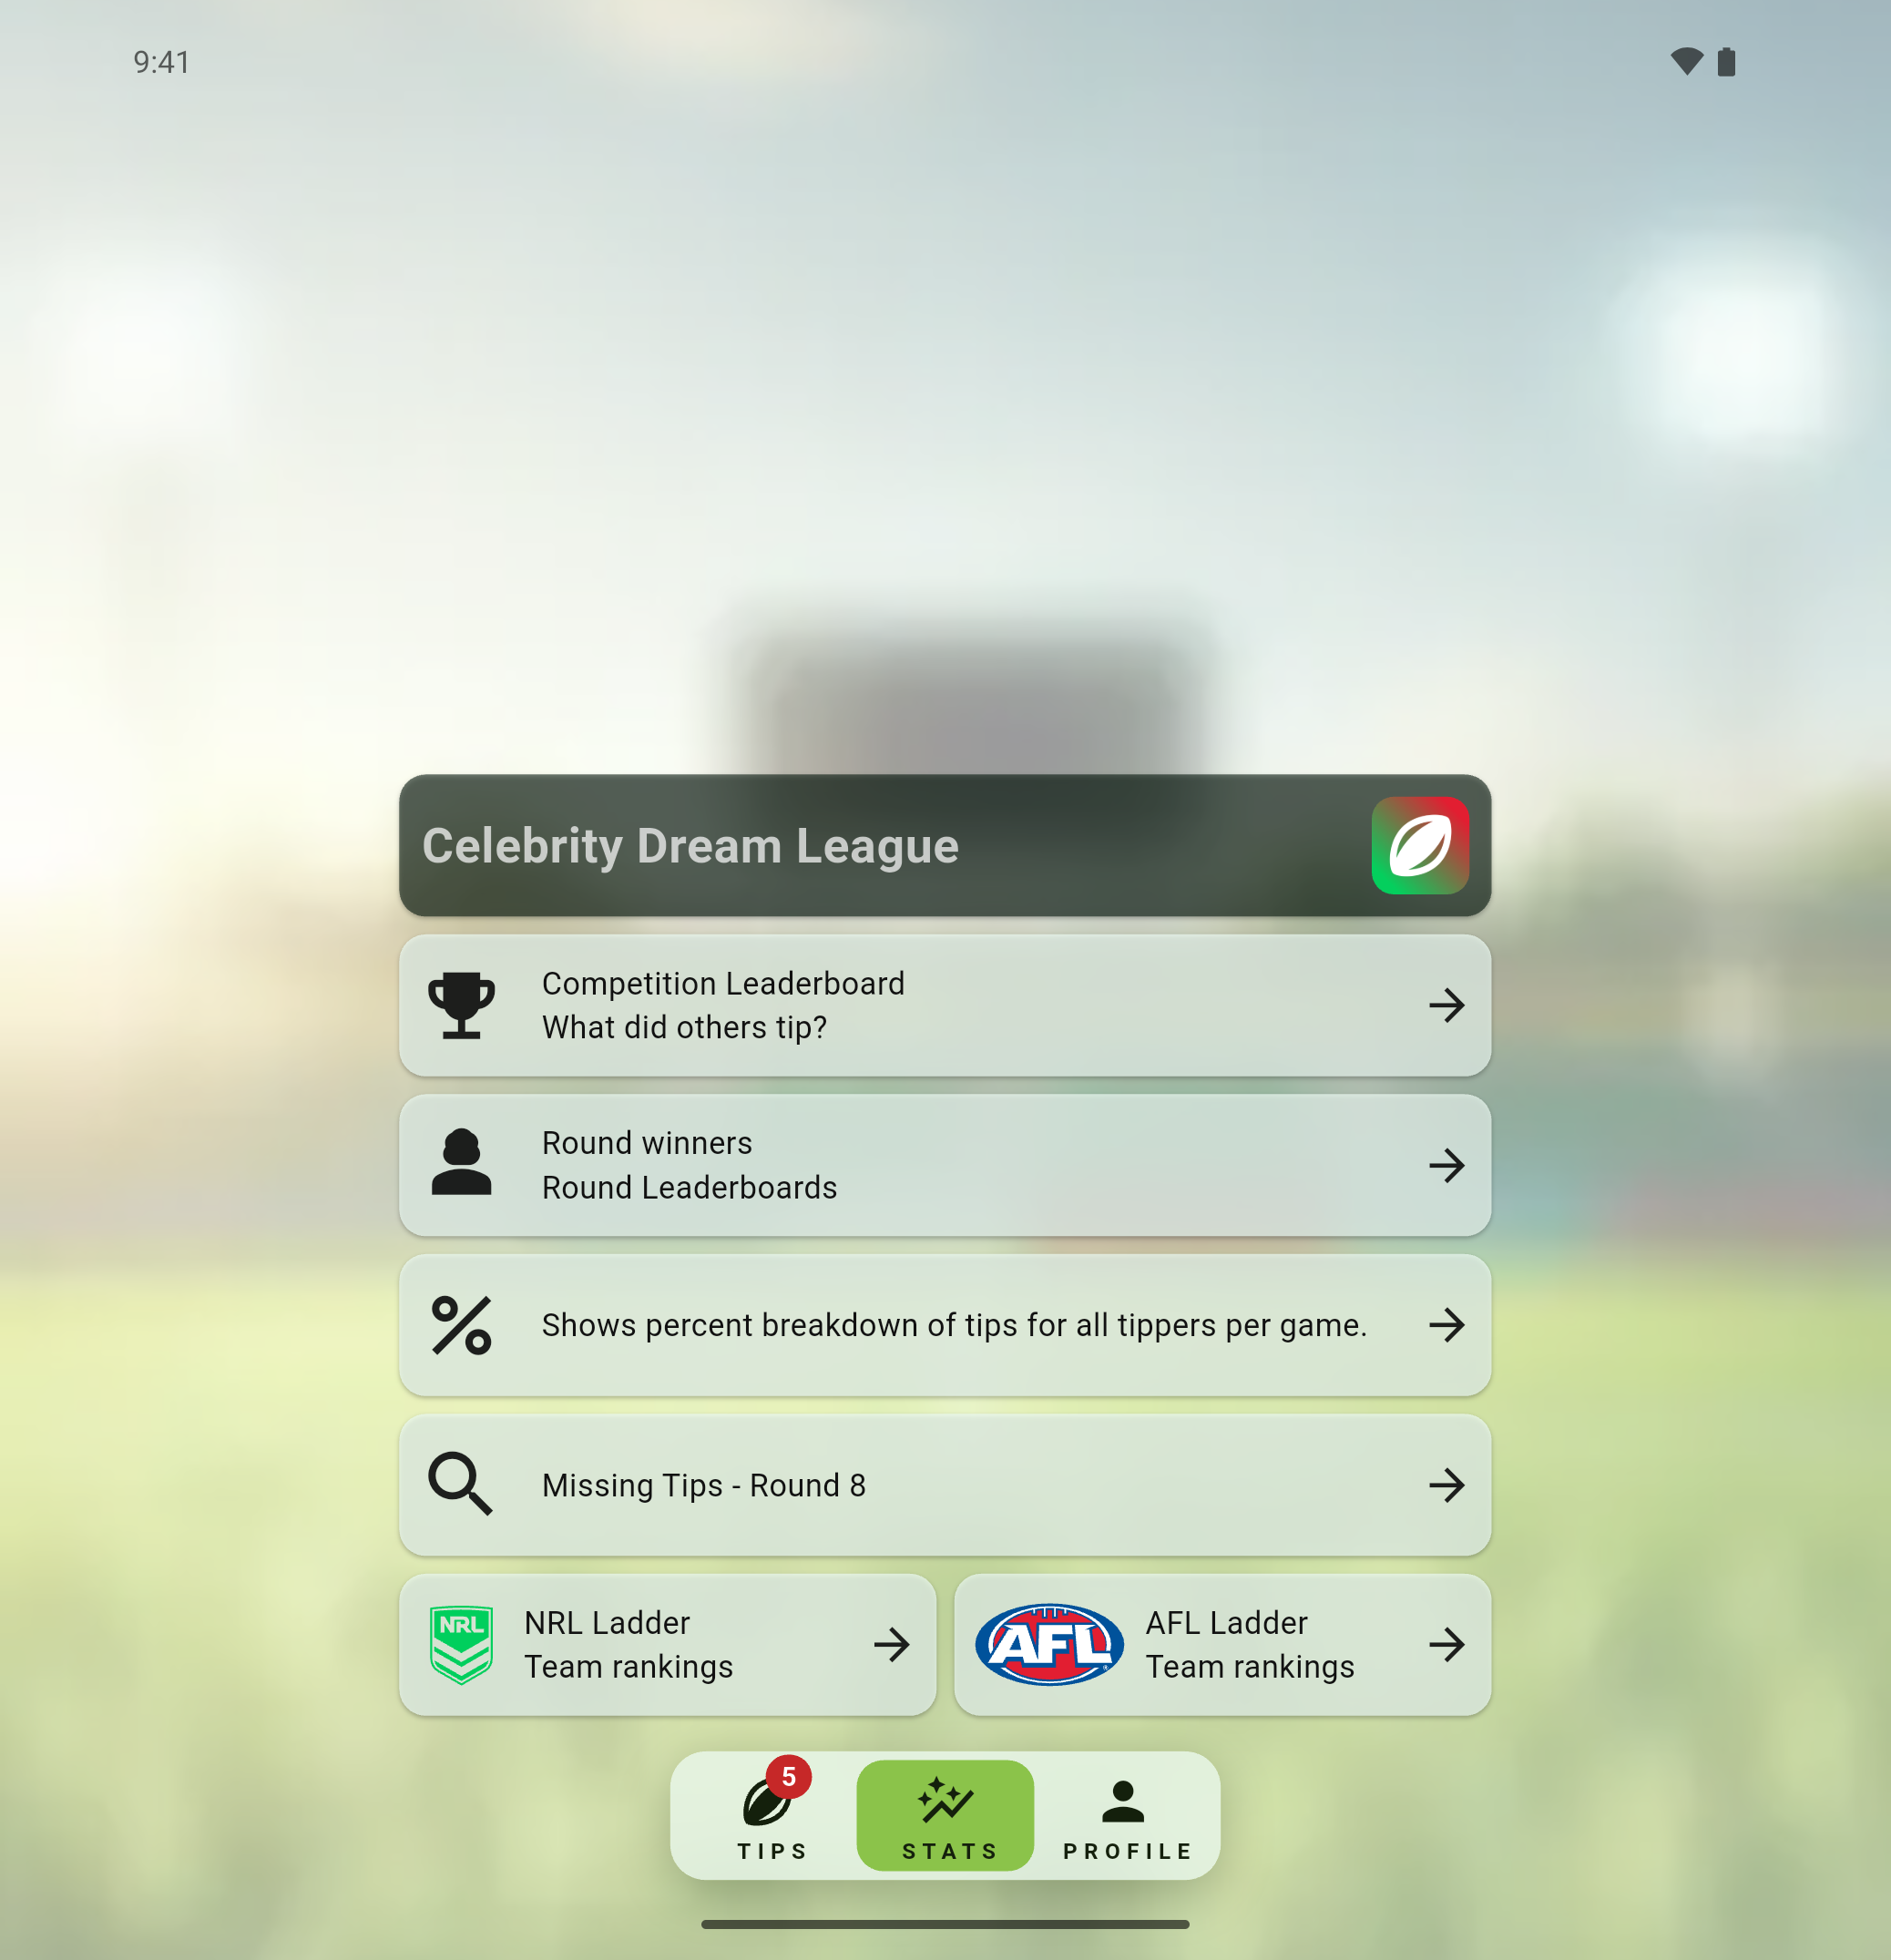 9:41
Celebrity Dream League
Competition Leaderboard
What did others tip?
Round winners
Round Leaderboards
Shows percent breakdown of tips for all tippers per game.
Missing Tips - Round 8
NRL
NRL Ladder
Team rankings
AFL
AFL Ladder
Team rankings
5
TIPS
STATS
PROFILE